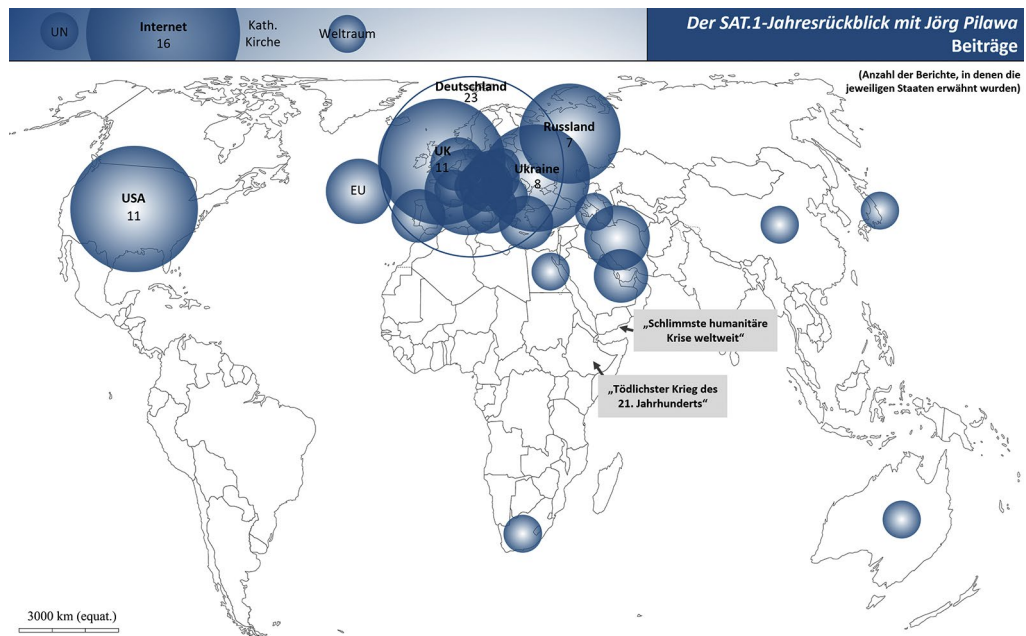 UN
Internet
16
Kath.
Kirche
Weltraum
Der SAT.1-Jahresrückblick mit Jörg Pilawa
Beiträge
(Anzahl der Berichte, in denen die
jeweiligen Staaten erwähnt wurden)
Deutschland
23
Russland
7
UK
11
Ukraine
8
EU
USA
11
„Schlimmste humanitäre
Krise weltweit“
„Tödlichster Krieg des
21. Jahrhunderts“
3000 km (equat.)